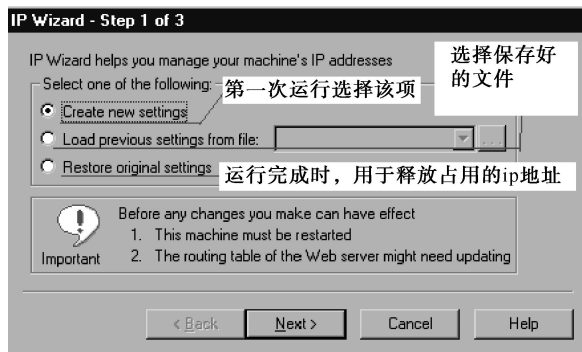 IP Wizard - Step 1 of 3
IP Wizard helps you manage your machine's IP addresses
选择保存好
的文件
Select one of the following:
第一次运行选择该项
Create new settings
Load previous settings from file:
...
Restore original settings
运行完成时，用于释放占用的ip地址
Before any changes you make can have effect
1. This machine must be restarted
2. The routing table of the Web server might need updating
Important
< Back
Next >
Cancel
Help